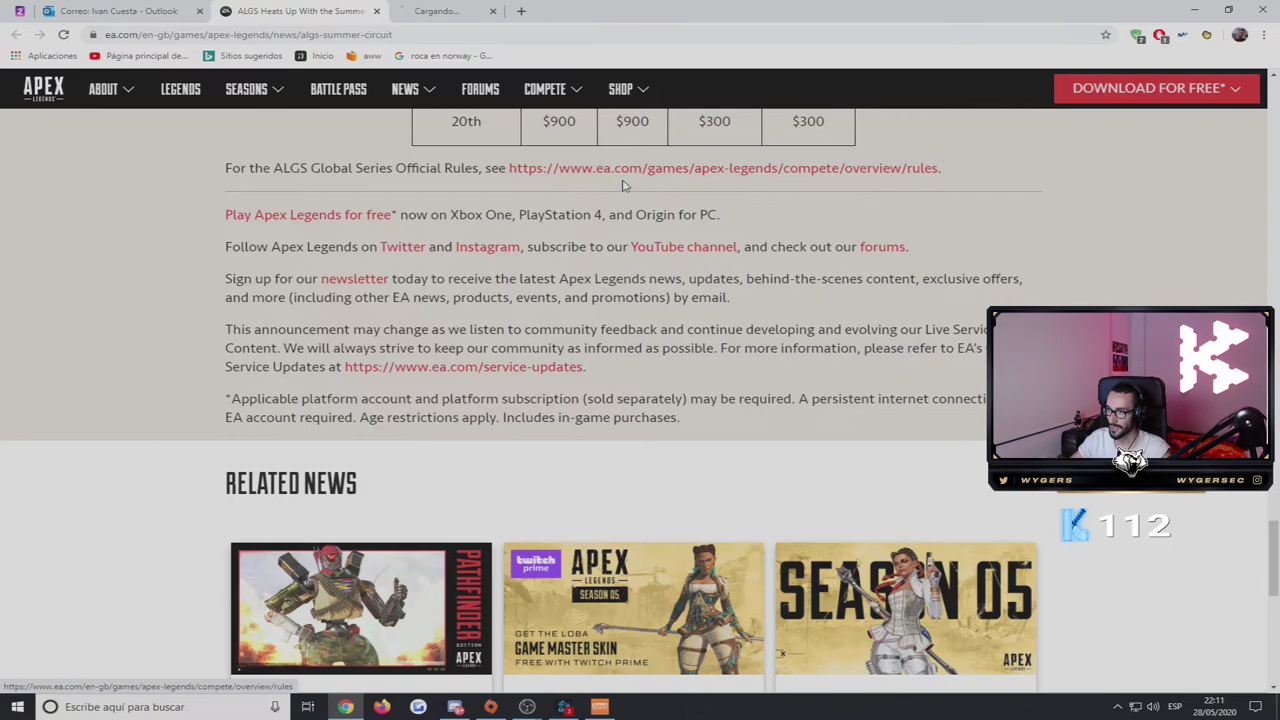 Correo: Ivan Cuesta - Outlook
ALGS Heats Up With the Summer
Cargando...
ea.com/en-gb/games/apex-legends/news/algs-summer-circuit
Aplicaciones
Página principal de...
Sitios sugeridos
Inicio
aww
roca en norway - G...
APEX
LEGENDS
ABOUT
LEGENDS
SEASONS
BATTLE PASS
NEWS
FORUMS
COMPETE
SHOP
DOWNLOAD FOR FREE*
20th $900 $900 $300 $300
For the ALGS Global Series Official Rules, see https://www.ea.com/games/apex-legends/compete/overview/rules.
Play Apex Legends for free* now on Xbox One, PlayStation 4, and Origin for PC.
Follow Apex Legends on Twitter and Instagram, subscribe to our YouTube channel, and check out our forums.
Sign up for our newsletter today to receive the latest Apex Legends news, updates, behind-the-scenes content, exclusive offers,
and more (including other EA news, products, events, and promotions) by email.
This announcement may change as we listen to community feedback and continue developing and evolving our Live Servic
Content. We will always strive to keep our community as informed as possible. For more information, please refer to EA's
Service Updates at https://www.ea.com/service-updates.
*Applicable platform account and platform subscription (sold separately) may be required. A persistent internet connecti
EA account required. Age restrictions apply. Includes in-game purchases.
K
WYGERS
WYGERSEC
112
RELATED NEWS
PATHFINDER
EDITION
APEX
LEGENDS
twitch
prime
APEX
LEGENDS
SEASON 05
GET THE LOBA
GAME MASTER SKIN
FREE WITH TWITCH PRIME
SEASON 05
APEX
LEGENDS
https://www.ea.com/en-gb/games/apex-legends/compete/overview/rules
Escribe aquí para buscar
ESP
22:11
28/05/2020